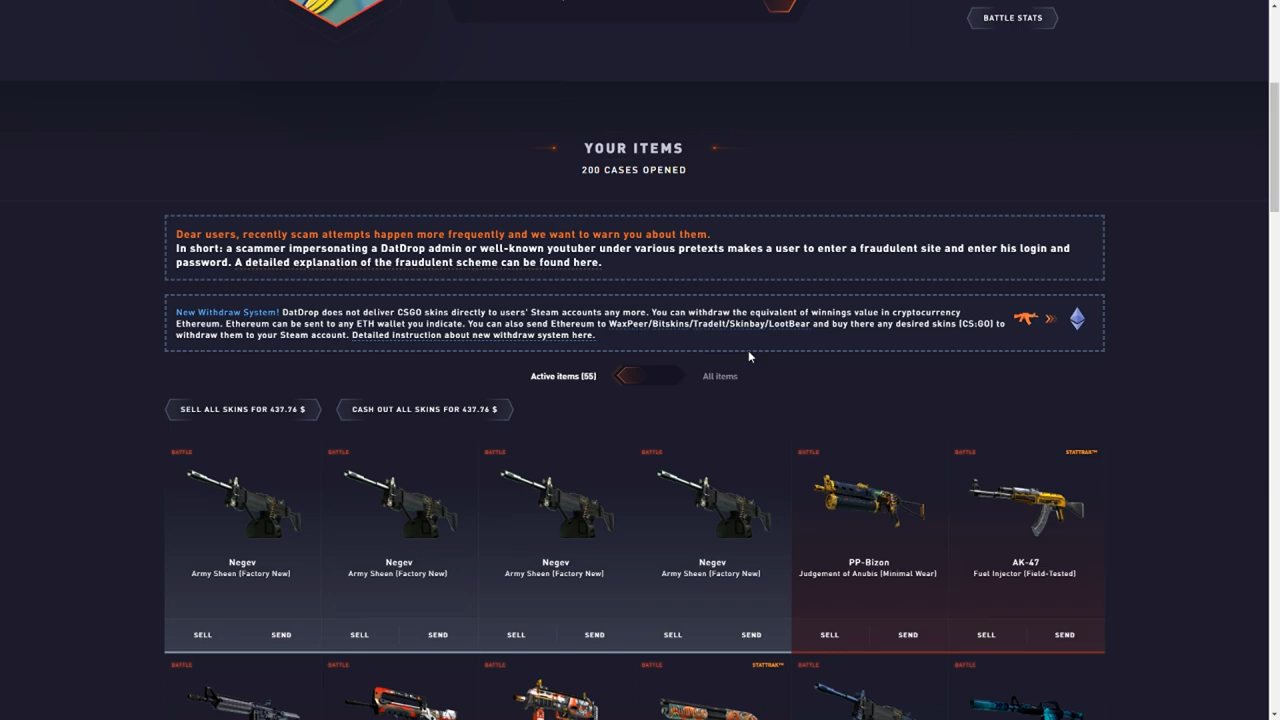 BATTLE STATS
YOUR ITEMS
200 CASES OPENED
Dear users, recently scam attempts happen more frequently and we want to warn you about them.
In short: a scammer impersonating a DatDrop admin or well-known youtuber under various pretexts makes a user to enter a fraudulent site and enter his login and
password. A detailed explanation of the fraudulent scheme can be found here.
New Withdraw System! DatDrop does not deliver CSGO skins directly to users' Steam accounts any more. You can withdraw the equivalent of winnings value in cryptocurrency
Ethereum. Ethereum can be sent to any ETH wallet you indicate. You can also send Ethereum to WaxPeer/Bitskins/TradeIt/Skinbay/LootBear and buy there any desired skins (CS:GO) to
withdraw them to your Steam account. Detailed instruction about new withdraw system here.
Active items (55) All items
SELL ALL SKINS FOR 437.76 $ CASH OUT ALL SKINS FOR 437.76 $
BATTLE BATTLE BATTLE BATTLE BATTLE BATTLE STATTRAK™
Negev Negev Negev Negev PP-Bizon AK-47
Army Sheen (Factory New) Army Sheen (Factory New) Army Sheen (Factory New) Army Sheen (Factory New) Judgement of Anubis (Minimal Wear) Fuel Injector (Field-Tested)
SELL SEND SELL SEND SELL SEND SELL SEND SELL SEND SELL SEND
BATTLE BATTLE BATTLE BATTLE STATTRAK™ BATTLE BATTLE